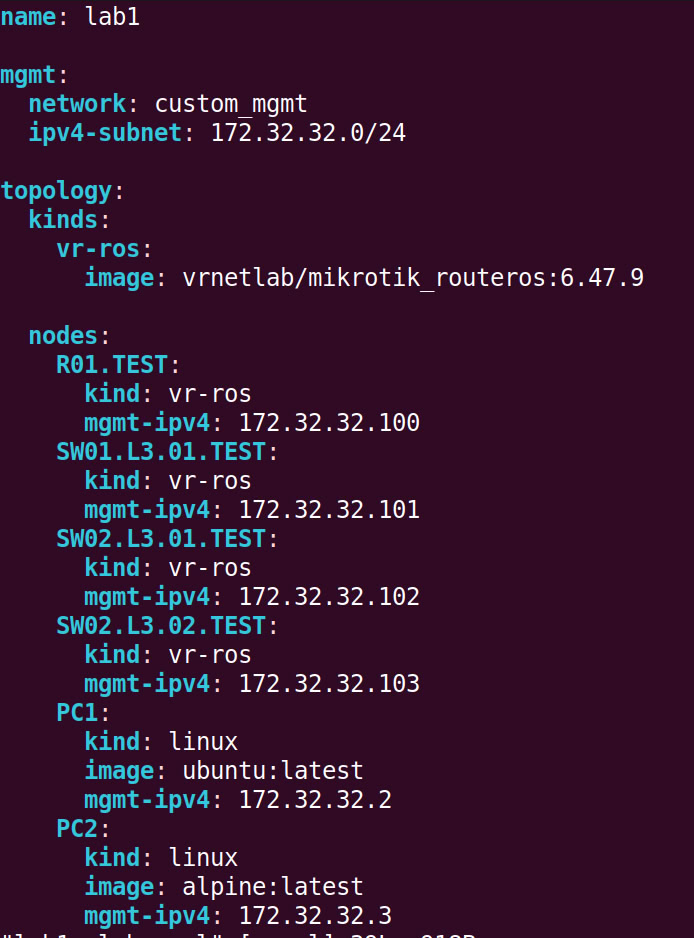 name: lab1

mgmt:
  network: custom_mgmt
  ipv4-subnet: 172.32.32.0/24

topology:
  kinds:
    vr-ros:
      image: vrnetlab/mikrotik_routeros:6.47.9

  nodes:
    R01.TEST:
      kind: vr-ros
      mgmt-ipv4: 172.32.32.100
    SW01.L3.01.TEST:
      kind: vr-ros
      mgmt-ipv4: 172.32.32.101
    SW02.L3.01.TEST:
      kind: vr-ros
      mgmt-ipv4: 172.32.32.102
    SW02.L3.02.TEST:
      kind: vr-ros
      mgmt-ipv4: 172.32.32.103
    PC1:
      kind: linux
      image: ubuntu:latest
      mgmt-ipv4: 172.32.32.2
    PC2:
      kind: linux
      image: alpine:latest
      mgmt-ipv4: 172.32.32.3